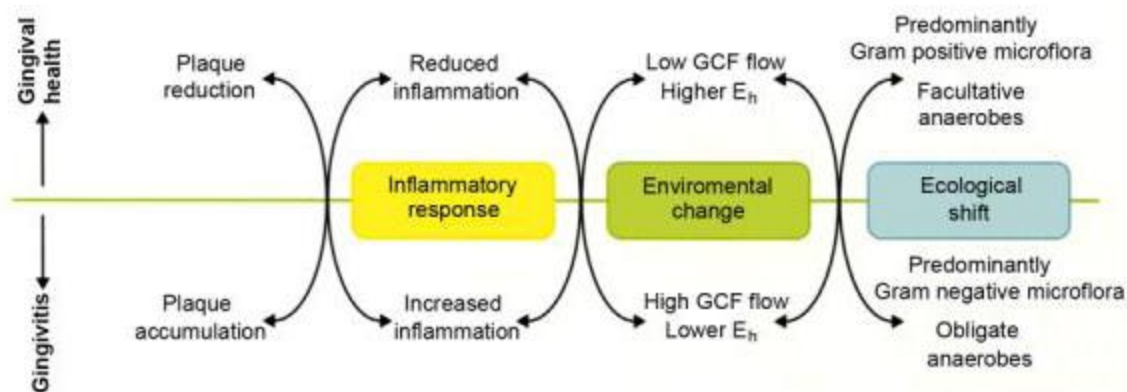 Gingival
health
Gingivitis
Plaque
reduction
Reduced
inflammation
Low GCF flow
Higher Eₕ
Predominantly
Gram positive microflora
Facultative
anaerobes
Inflammatory
response
Enviromental
change
Ecological
shift
Plaque
accumulation
Increased
inflammation
High GCF flow
Lower Eₕ
Predominantly
Gram negative microflora
Obligate
anaerobes